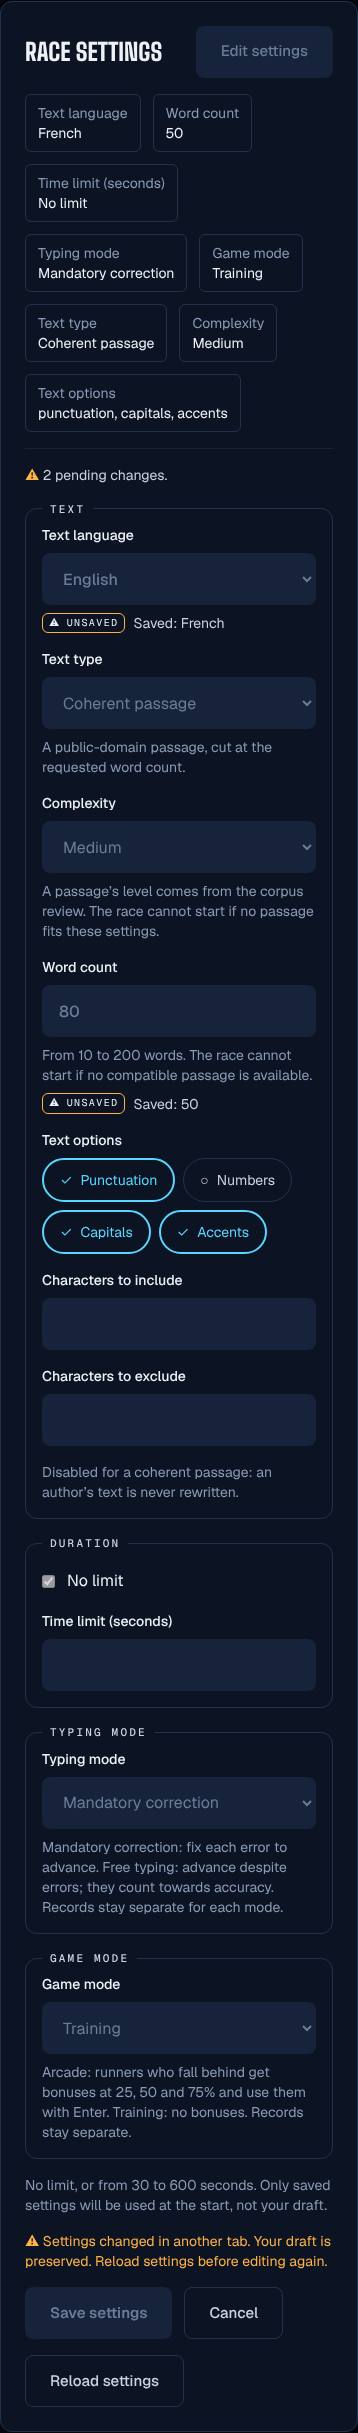 RACE SETTINGS
Edit settings
Text language
French
Word count
50
Time limit (seconds)
No limit
Typing mode
Mandatory correction
Game mode
Training
Text type
Coherent passage
Complexity
Medium
Text options
punctuation, capitals, accents
⚠ 2 pending changes.
TEXT
Text language
English
⚠ UNSAVED Saved: French
Text type
Coherent passage
A public-domain passage, cut at the
requested word count.
Complexity
Medium
A passage's level comes from the corpus
review. The race cannot start if no passage
fits these settings.
Word count
80
From 10 to 200 words. The race cannot
start if no compatible passage is available.
⚠ UNSAVED Saved: 50
Text options
✓ Punctuation
○ Numbers
✓ Capitals
✓ Accents
Characters to include
Characters to exclude
Disabled for a coherent passage: an
author's text is never rewritten.
DURATION
No limit
Time limit (seconds)
TYPING MODE
Typing mode
Mandatory correction
Mandatory correction: fix each error to
advance. Free typing: advance despite
errors; they count towards accuracy.
Records stay separate for each mode.
GAME MODE
Game mode
Training
Arcade: runners who fall behind get
bonuses at 25, 50 and 75% and use them
with Enter. Training: no bonuses. Records
stay separate.
No limit, or from 30 to 600 seconds. Only saved
settings will be used at the start, not your draft.
⚠ Settings changed in another tab. Your draft is
preserved. Reload settings before editing again.
Save settings
Cancel
Reload settings